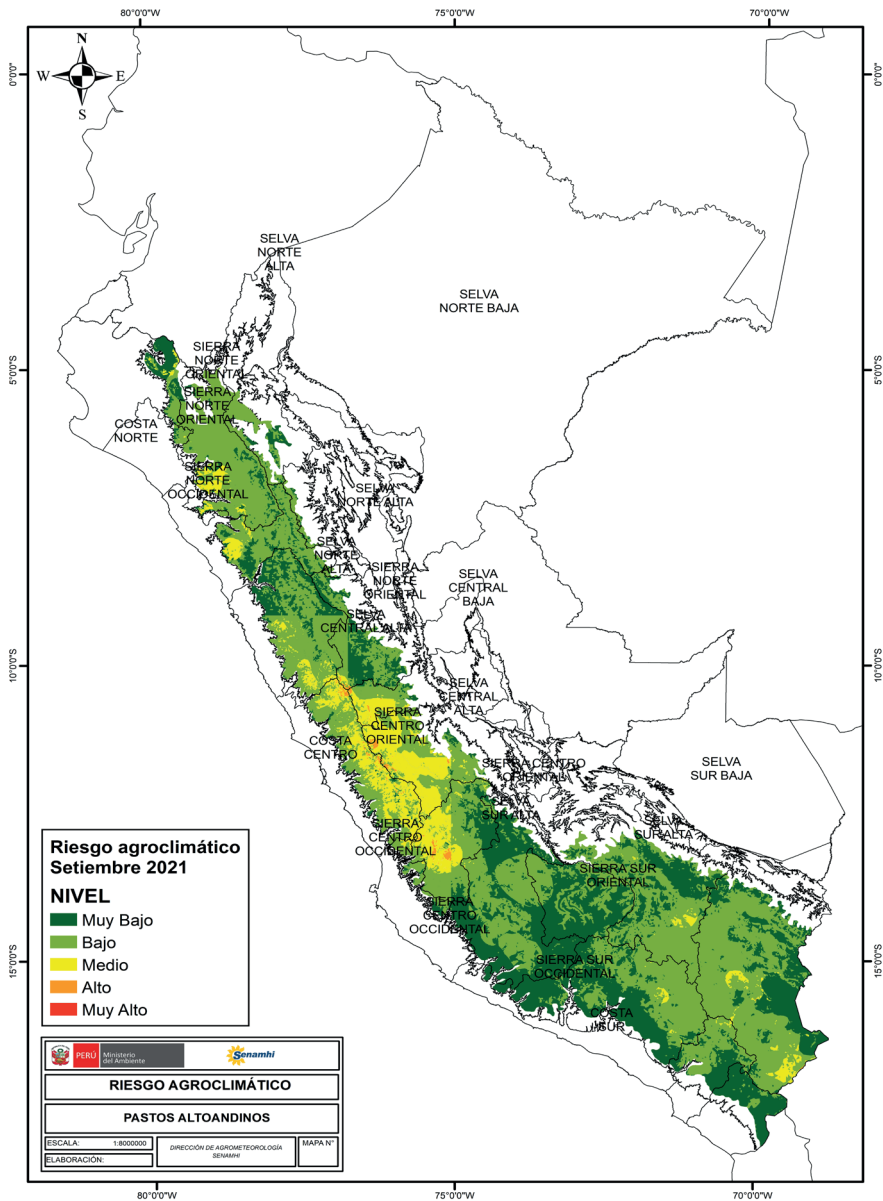 80°0'0"W
75°0'0"W
70°0'0"W
N
W
E
S
0°0'0"
0°0'0"
SELVA
NORTE
ALTA
SELVA
NORTE BAJA
SIERRA
NORTE
ORIENTAL
5°0'0"S
5°0'0"S
SIERRA
NORTE
ORIENTAL
COSTA
NORTE
SIERRA
NORTE
OCCIDENTAL
SELVA
NORTE ALTA
SELVA
NORTE
ALTA
SIERRA
NORTE
ORIENTAL
SELVA
CENTRAL
BAJA
SELVA
CENTRAL ALTA
10°0'0"S
10°0'0"S
SELVA
CENTRAL
ALTA
SIERRA
CENTRO
ORIENTAL
COSTA
CENTRO
SIERRA CENTRO
ORIENTAL
SELVA
SUR BAJA
SELVA
SUR ALTA
SELVA
SUR ALTA
SIERRA
CENTRO
OCCIDENTAL
SIERRA SUR
ORIENTAL
SIERRA
CENTRO
OCCIDENTAL
15°0'0"S
15°0'0"S
SIERRA SUR
OCCIDENTAL
COSTA
SUR
Riesgo agroclimático
Setiembre 2021
NIVEL
Muy Bajo
Bajo
Medio
Alto
Muy Alto
PERÚ
Ministerio
del Ambiente
Senamhi
RIESGO AGROCLIMÁTICO
PASTOS ALTOANDINOS
ESCALA: 1:8000000
ELABORACIÓN:
DIRECCIÓN DE AGROMETEOROLOGÍA
SENAMHI
MAPA N°
80°0'0"W
75°0'0"W
70°0'0"W